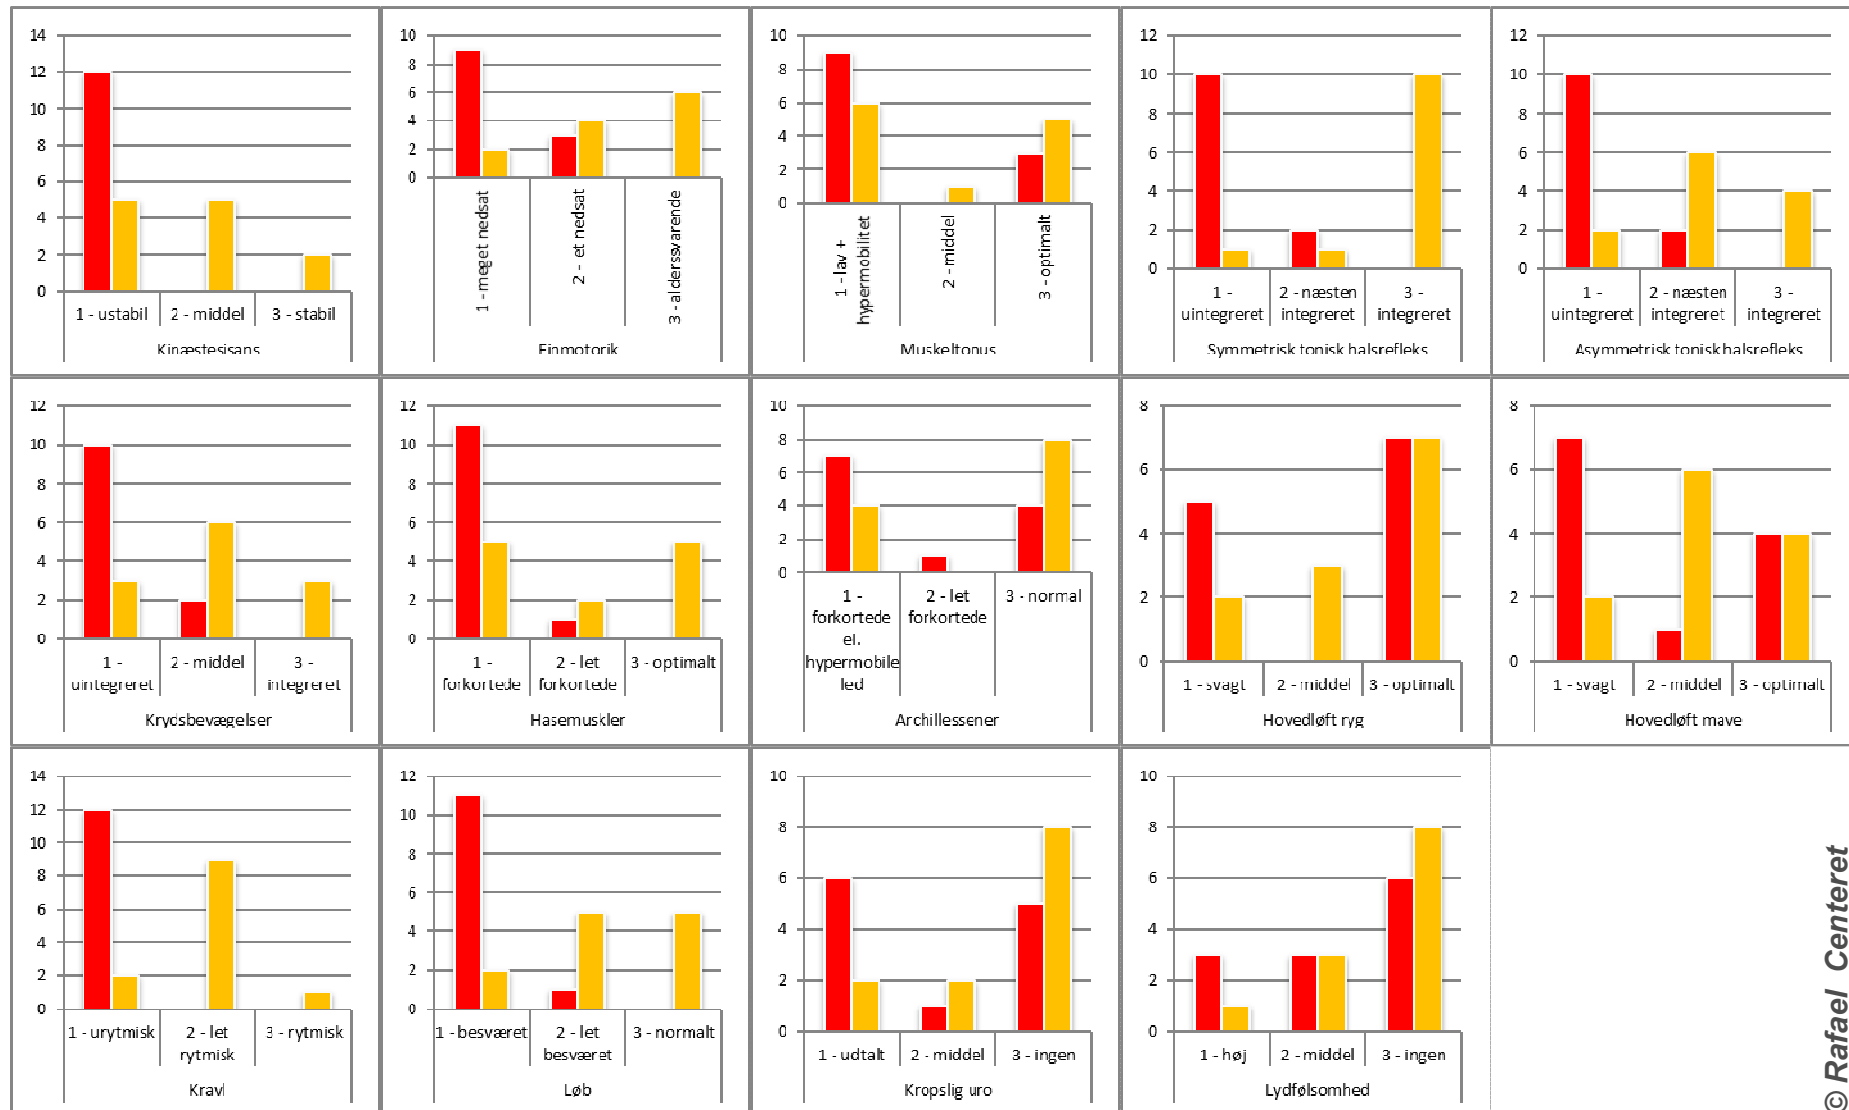 14
12
10
8
6
4
2
0
1 - ustabil
2 - middel
3 - stabil
Kinæstesisans
10
8
6
4
2
0
1 - meget nedsat
2 - et nedsat
3 - alderssvarende
Finmotorik
10
8
6
4
2
0
1 - lav +
hypermobilitet
2 - middel
3 - optimalt
Muskeltonus
12
10
8
6
4
2
0
1 -
uintegreret
2 - næsten
integreret
3 -
integreret
Symmetrisk tonisk halsrefleks
12
10
8
6
4
2
0
1 -
uintegreret
2 - næsten
integreret
3 -
integreret
Asymmetrisk tonisk halsrefleks
12
10
8
6
4
2
0
1 -
uintegreret
2 - middel
3 -
integreret
Krydsbevægelser
12
10
8
6
4
2
0
1 -
forkortede
2 - let
forkortede
3 - optimalt
Hasemuskler
10
8
6
4
2
0
1 -
forkortede
el.
hypermobile
led
2 - let
forkortede
3 - normal
Archillessener
8
6
4
2
0
1 - svagt
2 - middel
3 - optimalt
Hovedløft ryg
8
6
4
2
0
1 - svagt
2 - middel
3 - optimalt
Hovedløft mave
14
12
10
8
6
4
2
0
1 - urytmisk
2 - let
rytmisk
3 - rytmisk
Kravl
12
10
8
6
4
2
0
1 - besværet
2 - let
besværet
3 - normalt
Løb
10
8
6
4
2
0
1 - udtalt
2 - middel
3 - ingen
Kropslig uro
10
8
6
4
2
0
1 - høj
2 - middel
3 - ingen
Lydfølsomhed
© Rafael Centeret